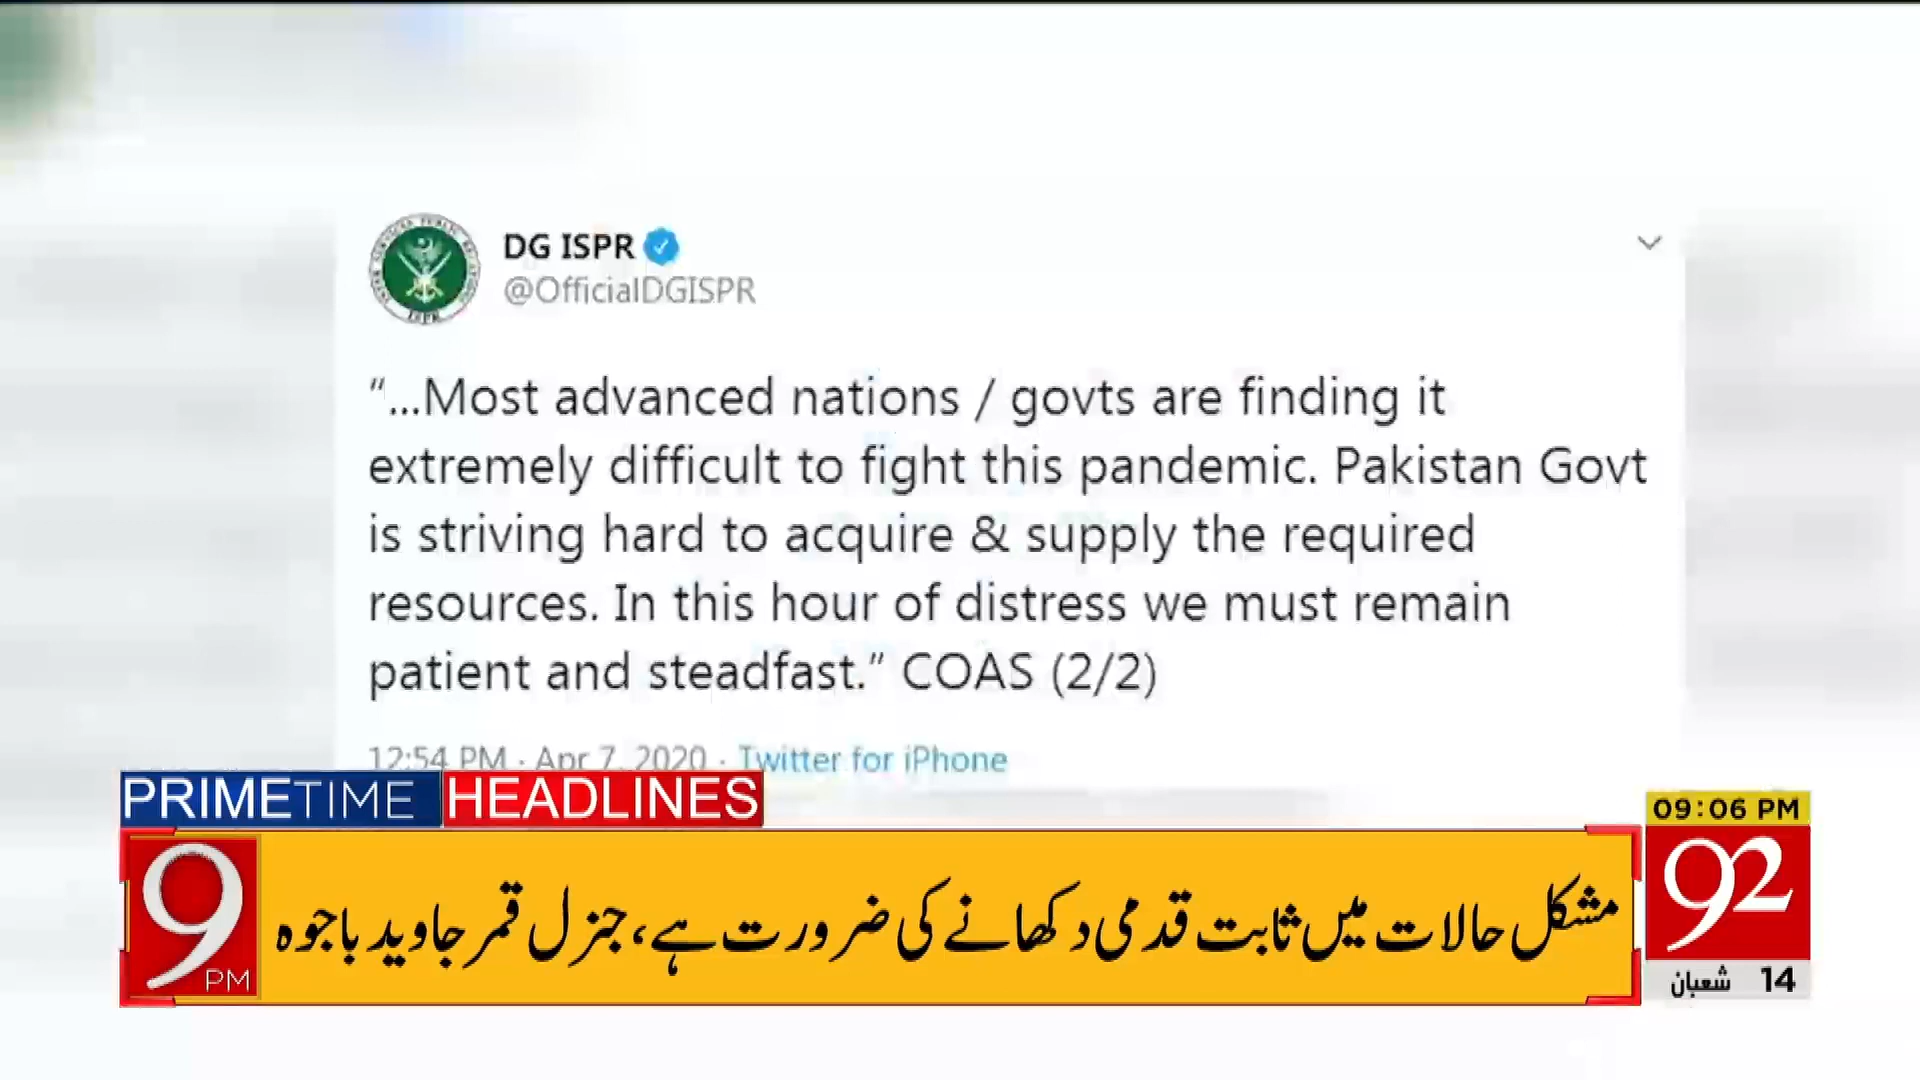 DG ISPR
@OfficialDGISPR
“...Most advanced nations / govts are finding it
extremely difficult to fight this pandemic. Pakistan Govt
is striving hard to acquire & supply the required
resources. In this hour of distress we must remain
patient and steadfast.” COAS (2/2)
12:54 PM · Apr 7, 2020 · Twitter for iPhone
PRIMETIME HEADLINES
09:06 PM
9 PM
مشکل حالات میں ثابت قدمی دکھانے کی ضرورت ہے، جنرل قمر جاوید باجوہ
92
14 شعبان